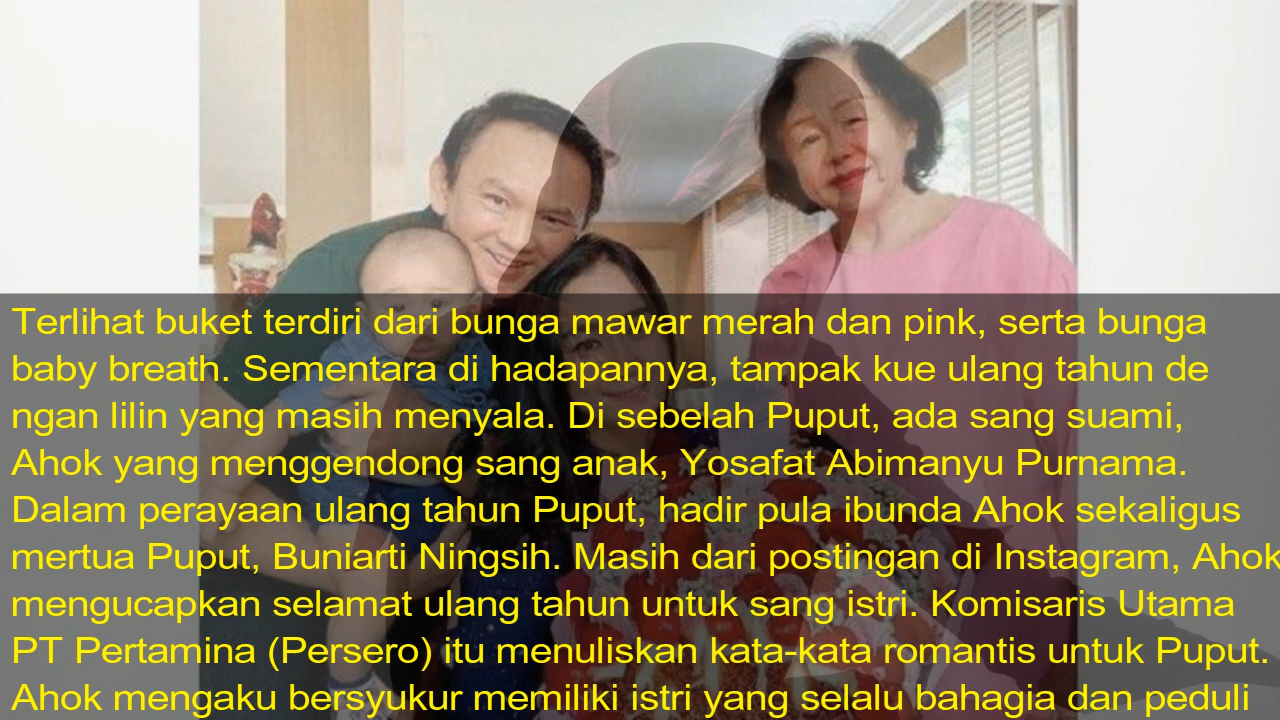 Terlihat buket terdiri dari bunga mawar merah dan pink, serta bunga
baby breath. Sementara di hadapannya, tampak kue ulang tahun de
ngan lilin yang masih menyala. Di sebelah Puput, ada sang suami,
Ahok yang menggendong sang anak, Yosafat Abimanyu Purnama.
Dalam perayaan ulang tahun Puput, hadir pula ibunda Ahok sekaligus
mertua Puput, Buniarti Ningsih. Masih dari postingan di Instagram, Ahok
mengucapkan selamat ulang tahun untuk sang istri. Komisaris Utama
PT Pertamina (Persero) itu menuliskan kata-kata romantis untuk Puput.
Ahok mengaku bersyukur memiliki istri yang selalu bahagia dan peduli